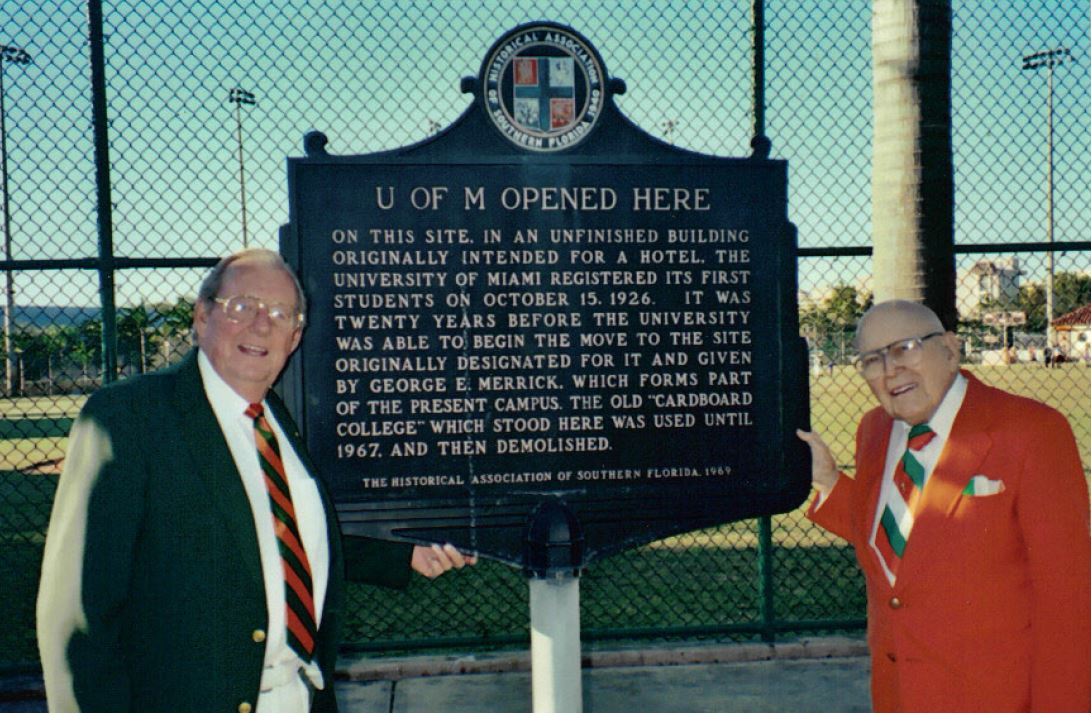 HISTORICAL ASSOCIATION
OF SOUTHERN FLORIDA 1940
U OF M OPENED HERE
ON THIS SITE, IN AN UNFINISHED BUILDING
ORIGINALLY INTENDED FOR A HOTEL, THE
UNIVERSITY OF MIAMI REGISTERED ITS FIRST
STUDENTS ON OCTOBER 15, 1926. IT WAS
TWENTY YEARS BEFORE THE UNIVERSITY
WAS ABLE TO BEGIN THE MOVE TO THE SITE
ORIGINALLY DESIGNATED FOR IT AND GIVEN
BY GEORGE E. MERRICK, WHICH FORMS PART
OF THE PRESENT CAMPUS. THE OLD "CARDBOARD
COLLEGE" WHICH STOOD HERE WAS USED UNTIL
1967, AND THEN DEMOLISHED.
THE HISTORICAL ASSOCIATION OF SOUTHERN FLORIDA, 1969